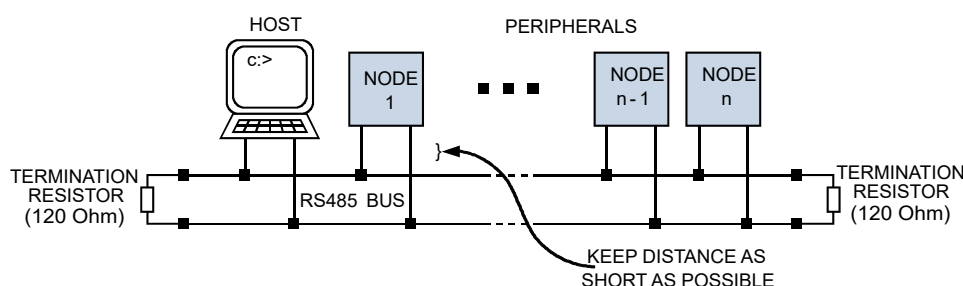 HOST
PERIPHERALS
c:>
NODE
1
NODE
n-1
NODE
n
}
TERMINATION
RESISTOR
(120 Ohm)
RS485 BUS
TERMINATION
RESISTOR
(120 Ohm)
KEEP DISTANCE AS
SHORT AS POSSIBLE